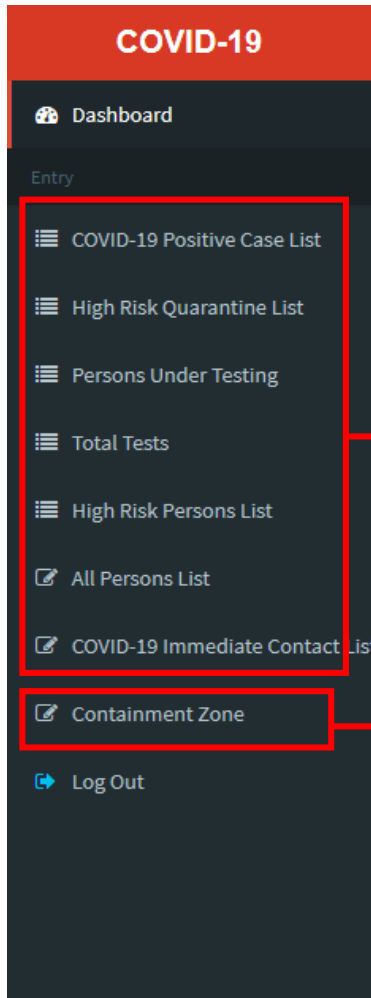 COVID-19
Dashboard
Entry
COVID-19 Positive Case List
High Risk Quarantine List
Persons Under Testing
Total Tests
High Risk Persons List
All Persons List
COVID-19 Immediate Contact List
Containment Zone
Log Out